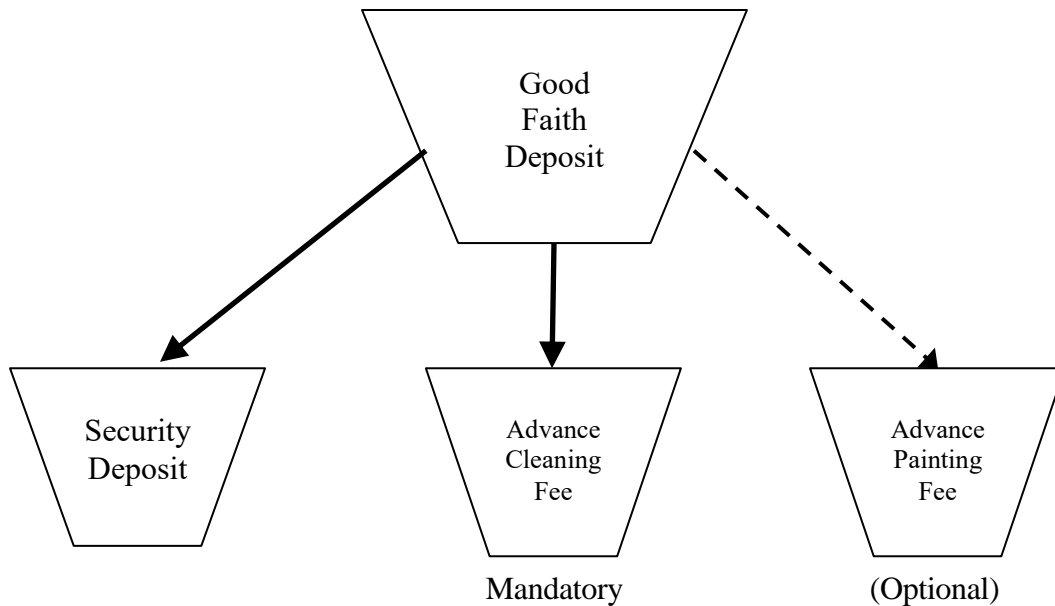 Good
Faith
Deposit
Security
Deposit
Advance
Cleaning
Fee
Advance
Painting
Fee
Mandatory
(Optional)